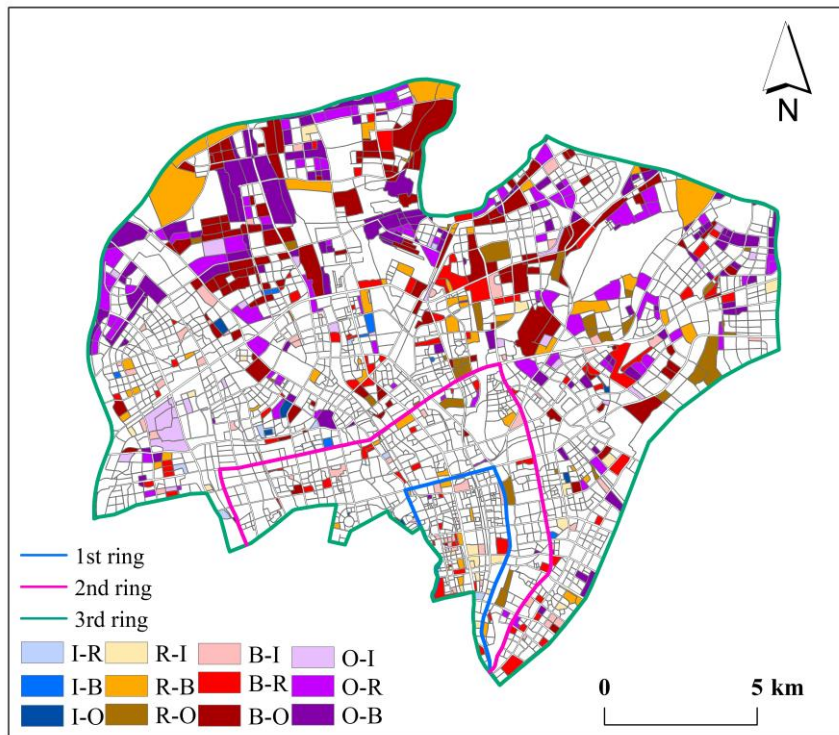 N
1st ring
2nd ring
3rd ring
I-R R-I B-I O-I
I-B R-B B-R O-R
I-O R-O B-O O-B
0 5 km